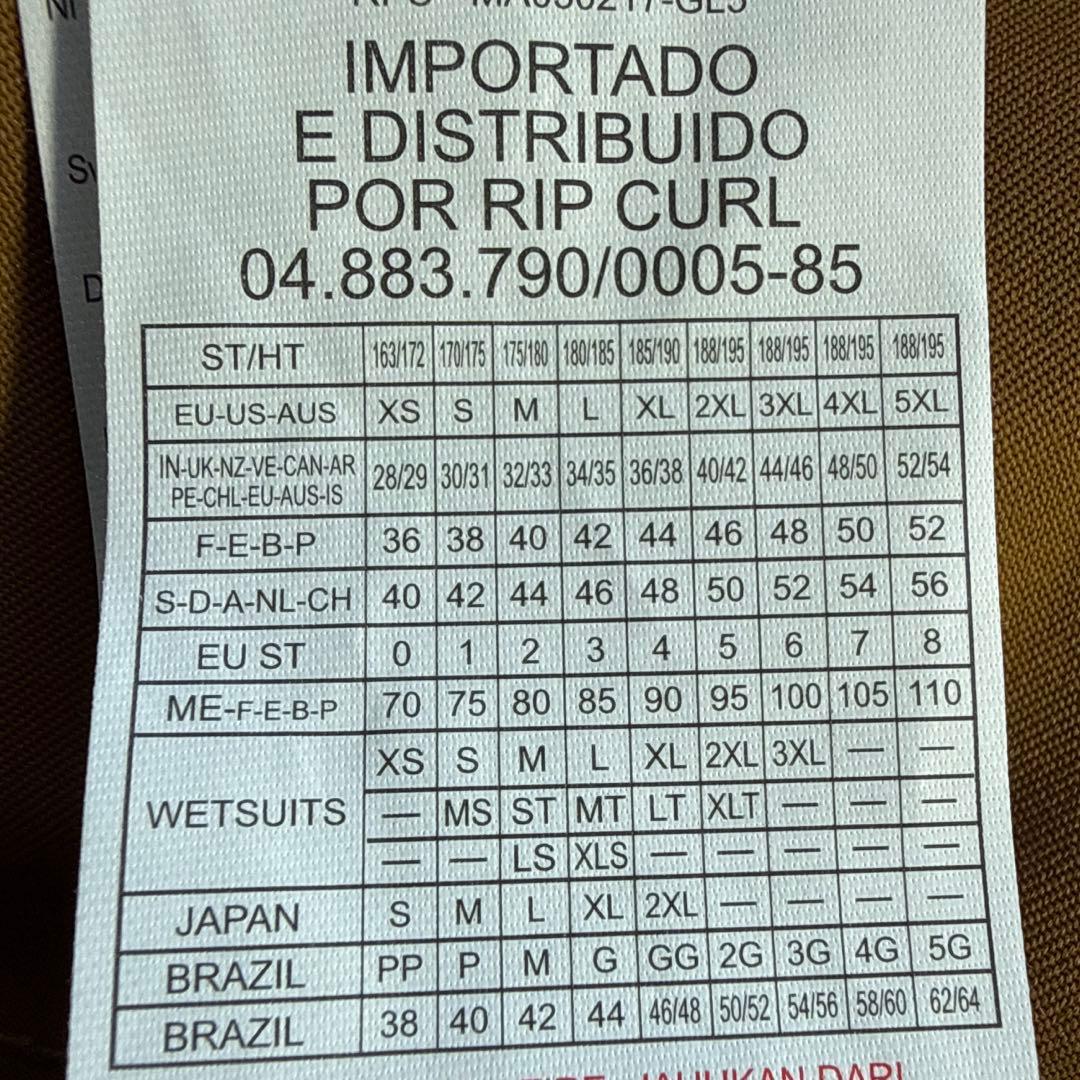 IMPORTADO
E DISTRIBUIDO
POR RIP CURL
04.883.790/0005-85
ST/HT 163/172 170/175 175/180 180/185 185/190 188/195 188/195 188/195 188/195
EU-US-AUS XS S M L XL 2XL 3XL 4XL 5XL
IN-UK-NZ-VE-CAN-AR
PE-CHL-EU-AUS-IS 28/29 30/31 32/33 34/35 36/38 40/42 44/46 48/50 52/54
F-E-B-P 36 38 40 42 44 46 48 50 52
S-D-A-NL-CH 40 42 44 46 48 50 52 54 56
EU ST 0 1 2 3 4 5 6 7 8
ME-F-E-B-P 70 75 80 85 90 95 100 105 110
WETSUITS XS S M L XL 2XL 3XL — —
— MS ST MT LT XLT — — —
— — LS XLS — — — — —
JAPAN S M L XL 2XL — — — —
BRAZIL PP P M G GG 2G 3G 4G 5G
BRAZIL 38 40 42 44 46/48 50/52 54/56 58/60 62/64
JAUHKAN DARI